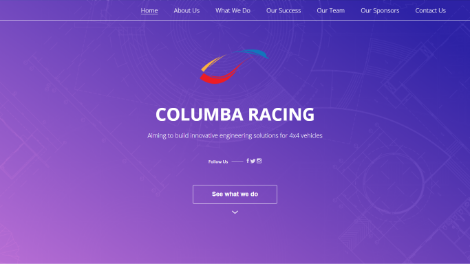 Home About Us What We Do Our Success Our Team Our Sponsors Contact Us
COLUMBA RACING
Aiming to build innovative engineering solutions for 4x4 vehicles
Follow Us
See what we do